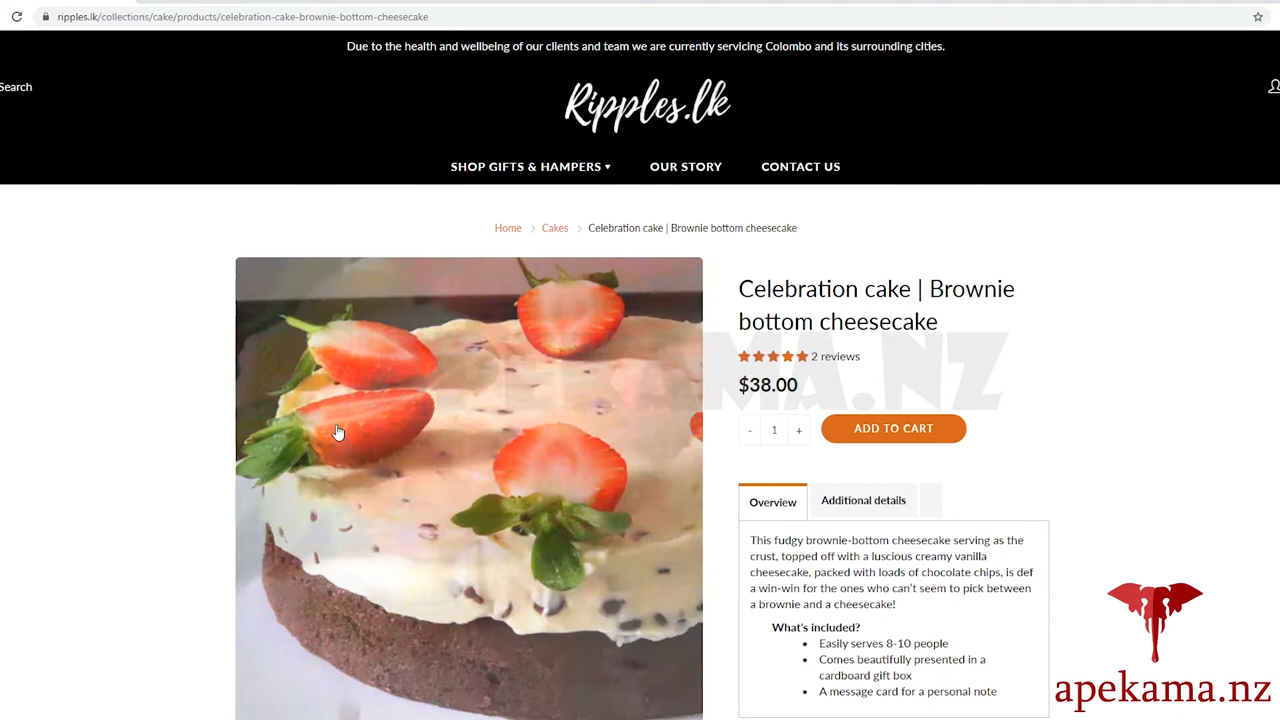 ripples.lk/collections/cake/products/celebration-cake-brownie-bottom-cheesecake
Due to the health and wellbeing of our clients and team we are currently servicing Colombo and its surrounding cities.
Search
Ripples.lk
SHOP GIFTS & HAMPERS ▾ OUR STORY CONTACT US
Home > Cakes > Celebration cake | Brownie bottom cheesecake
Celebration cake | Brownie
bottom cheesecake
2 reviews
$38.00
- 1 + ADD TO CART
Overview Additional details
This fudgy brownie-bottom cheesecake serving as the
crust, topped off with a luscious creamy vanilla
cheesecake, packed with loads of chocolate chips, is def
a win-win for the ones who can't seem to pick between
a brownie and a cheesecake!
What's included?
• Easily serves 8-10 people
• Comes beautifully presented in a
cardboard gift box
• A message card for a personal note
APEKAMA.NZ
apekama.nz